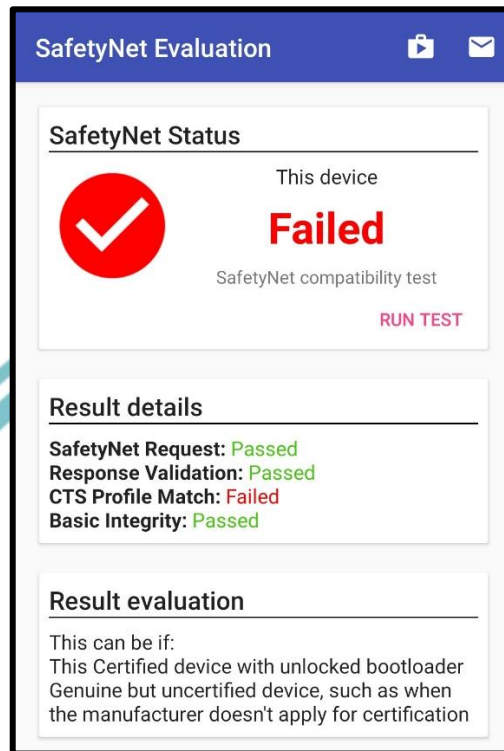 SafetyNet Evaluation
SafetyNet Status
This device
Failed
SafetyNet compatibility test
RUN TEST
Result details
SafetyNet Request: Passed
Response Validation: Passed
CTS Profile Match: Failed
Basic Integrity: Passed
Result evaluation
This can be if:
This Certified device with unlocked bootloader
Genuine but uncertified device, such as when
the manufacturer doesn't apply for certification